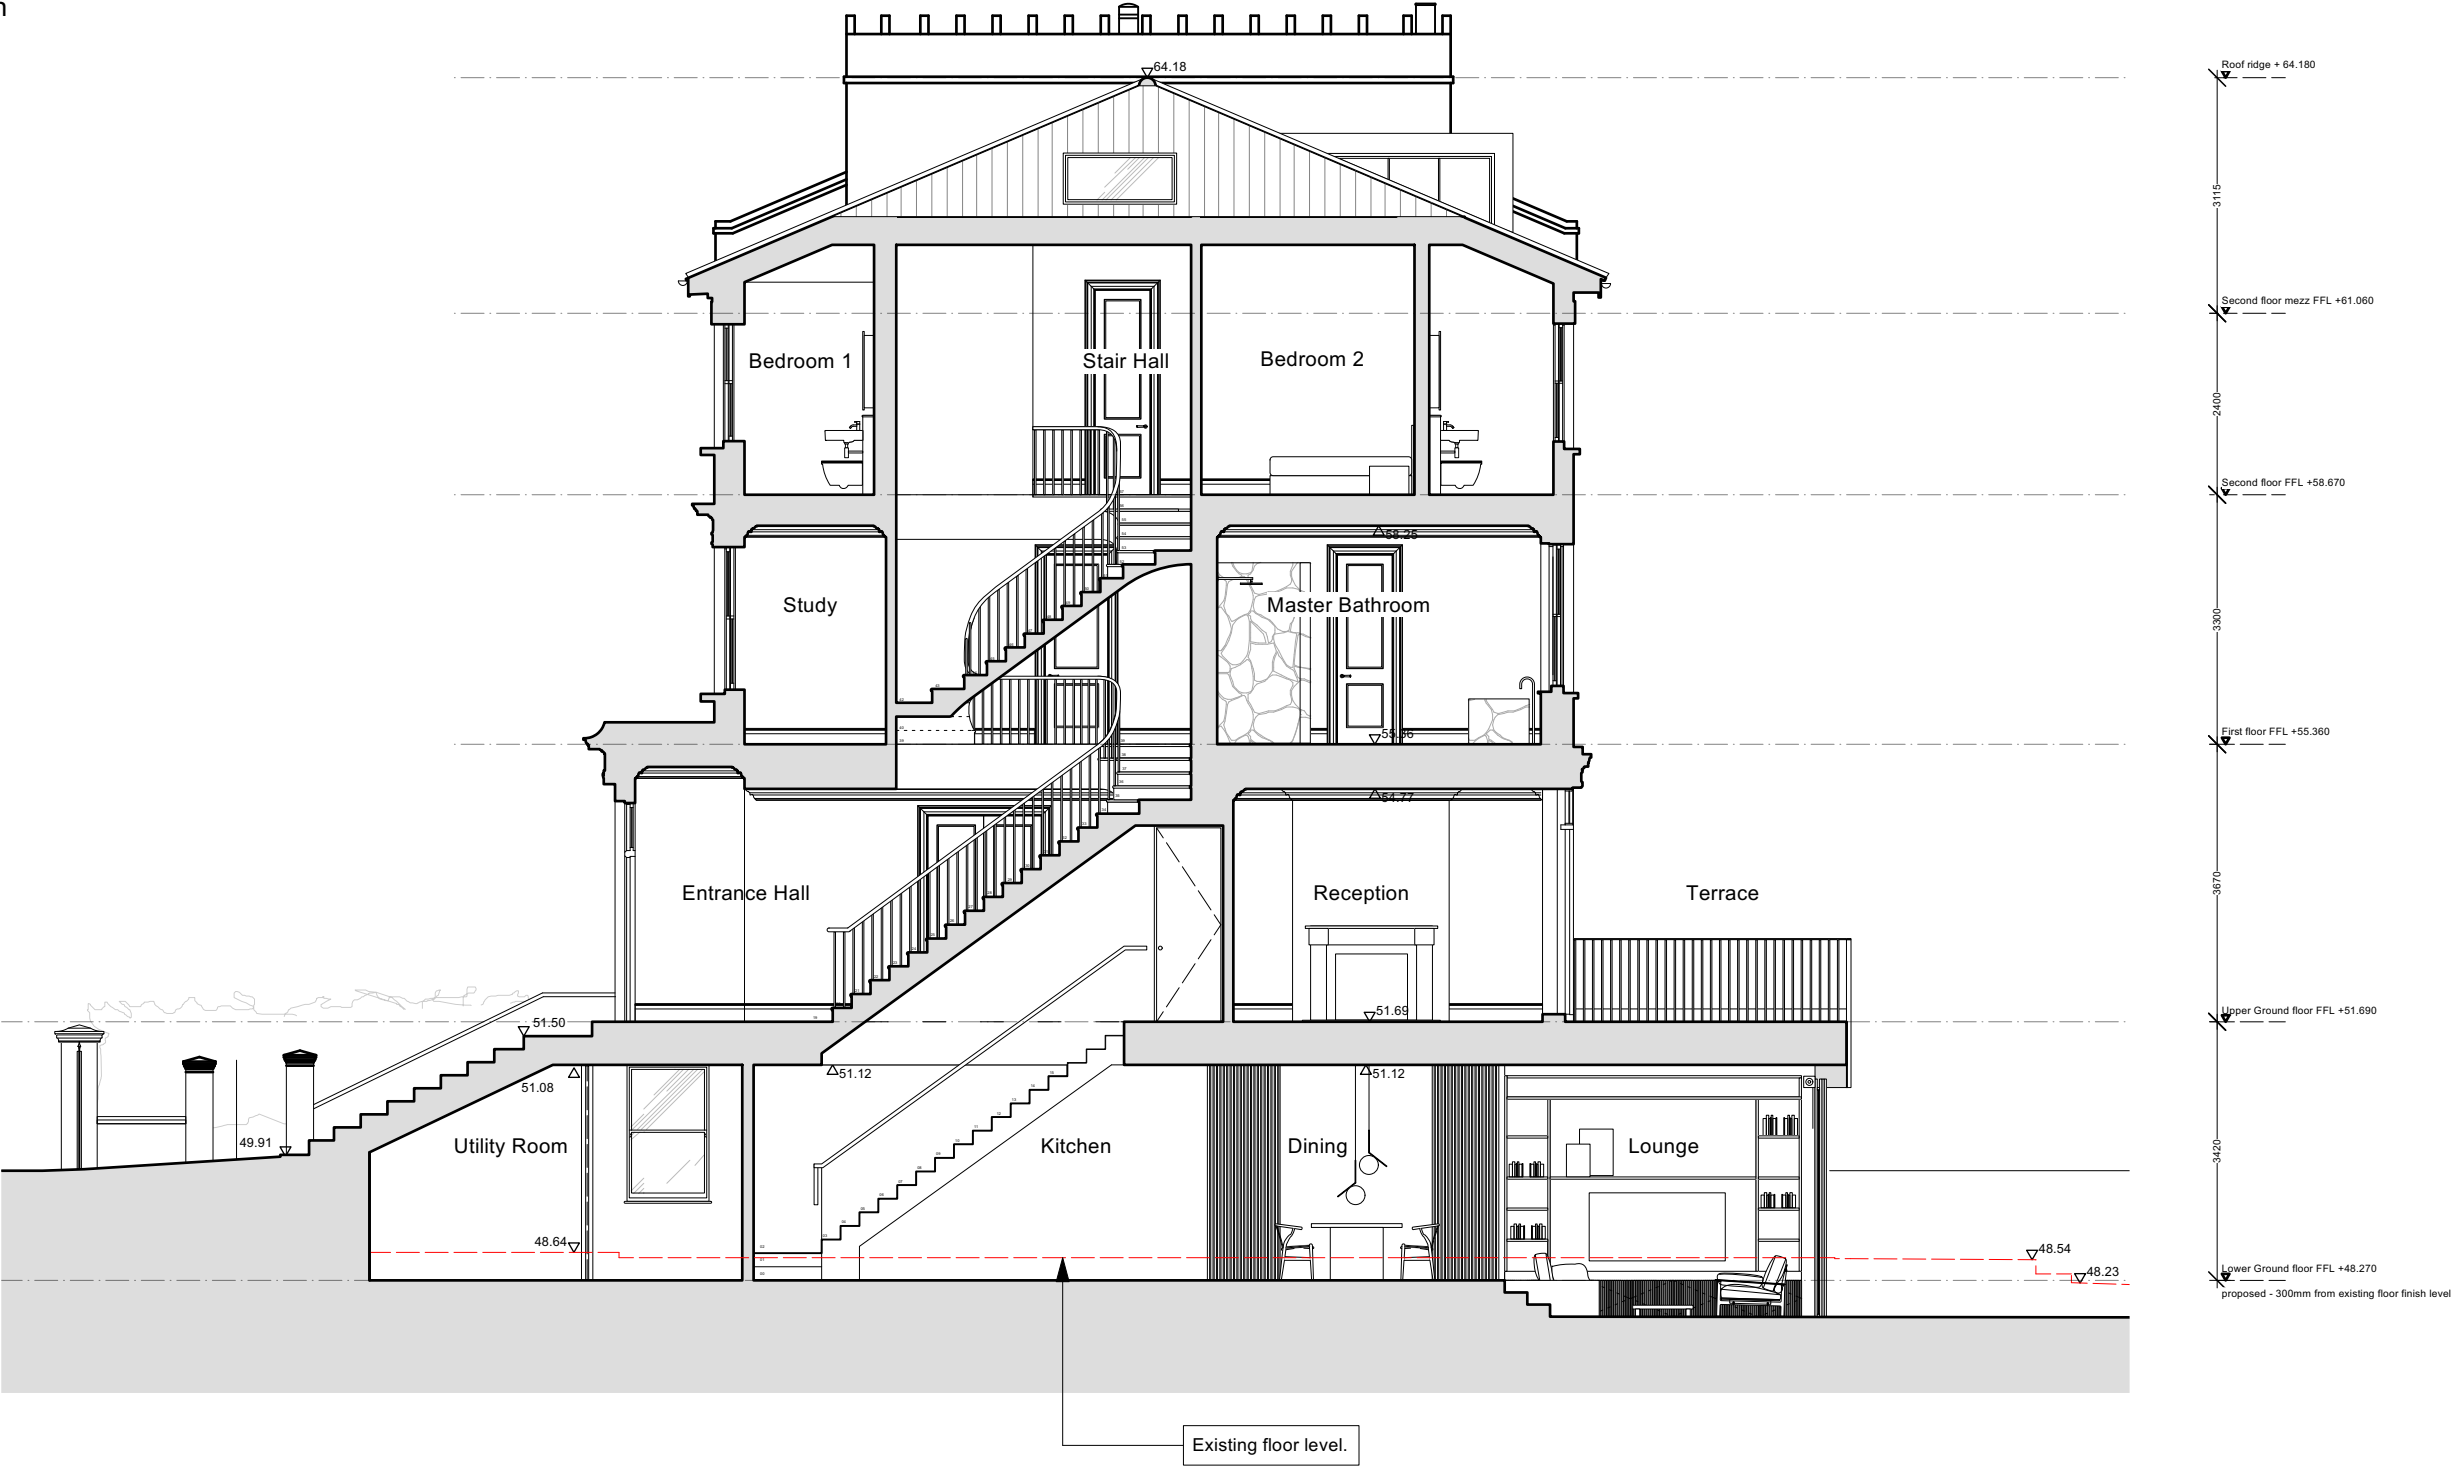 n
64.18
Roof ridge + 64.180
3115
Second floor mezz FFL +61.060
Bedroom 1
Stair Hall
Bedroom 2
2400
Second floor FFL +58.670
58.25
Study
Master Bathroom
3300
55.36
First floor FFL +55.360
54.77
Entrance Hall
Reception
Terrace
3670
51.50
51.69
Upper Ground floor FFL +51.690
51.08
51.12
51.12
49.91
Utility Room
Kitchen
Dining
Lounge
3420
48.64
48.54
48.23
Lower Ground floor FFL +48.270
proposed - 300mm from existing floor finish level
Existing floor level.